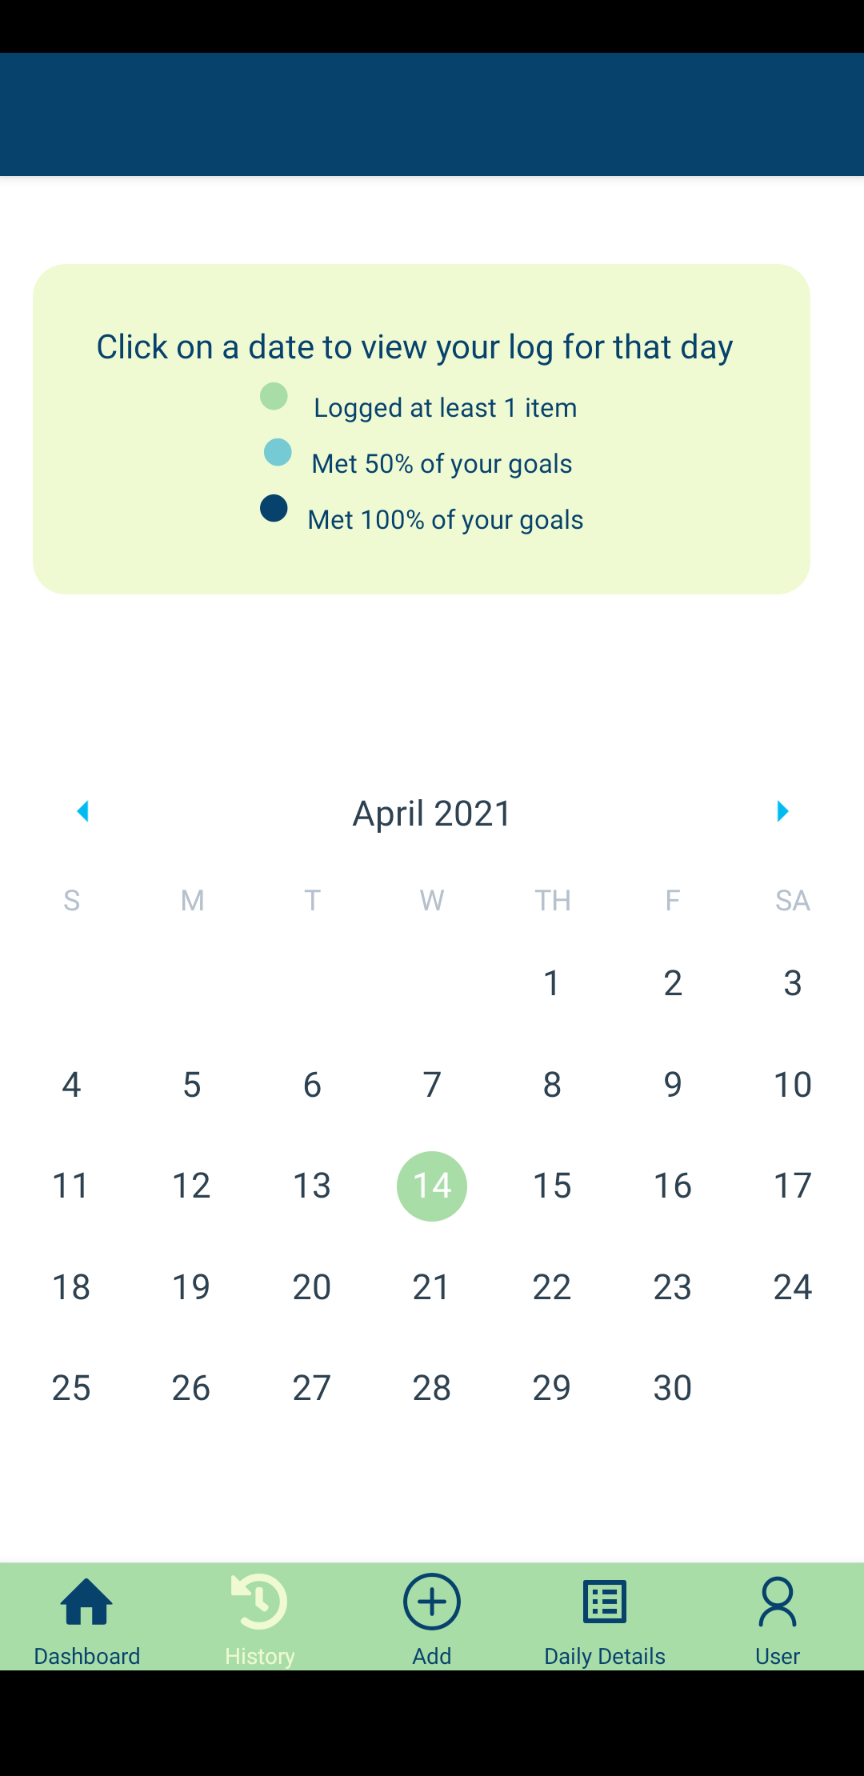 Click on a date to view your log for that day
Logged at least 1 item
Met 50% of your goals
Met 100% of your goals
April 2021
S M T W TH F SA
1 2 3
4 5 6 7 8 9 10
11 12 13 14 15 16 17
18 19 20 21 22 23 24
25 26 27 28 29 30
Dashboard History Add Daily Details User